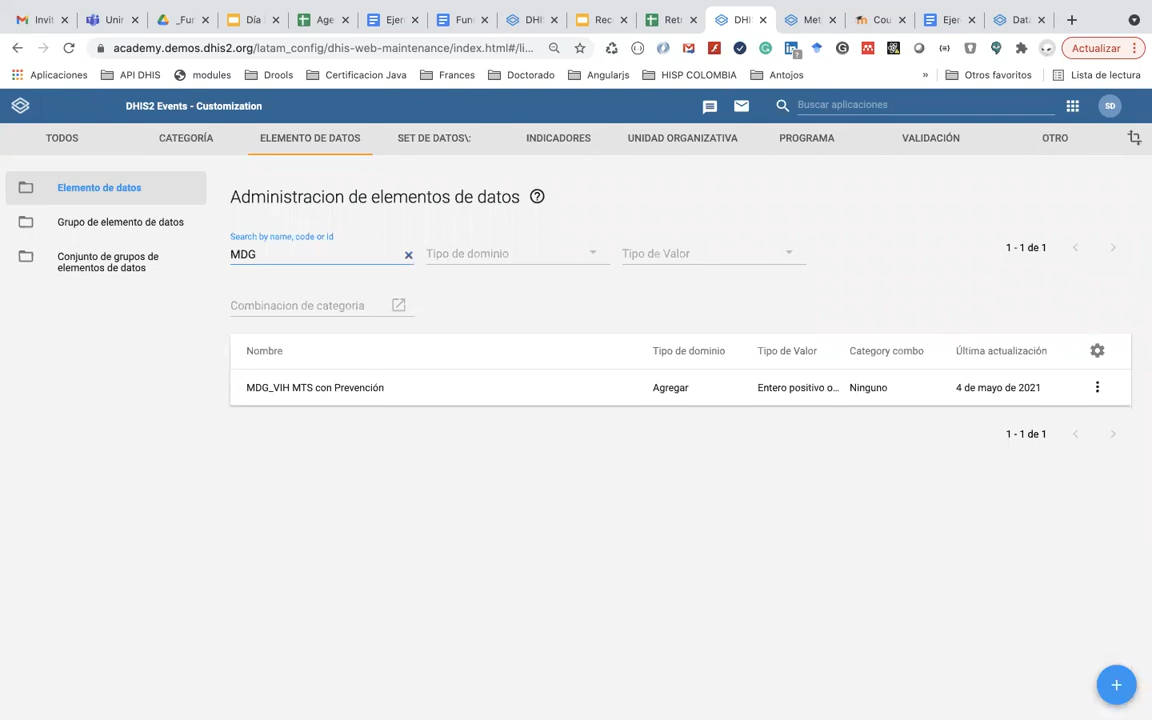 Invit
Unir
_Fur
Día
Age
Ejer
Fun
DHI
Rec
Retr
DHI
Met
Cou
Ejer
Data
academy.demos.dhis2.org/latam_config/dhis-web-maintenance/index.html#/li...
Actualizar
Aplicaciones
API DHIS
modules
Drools
Certificacion Java
Frances
Doctorado
Angularjs
HISP COLOMBIA
Antojos
»
Otros favoritos
Lista de lectura
DHIS2 Events - Customization
Buscar aplicaciones
SD
TODOS
CATEGORÍA
ELEMENTO DE DATOS
SET DE DATOS\:
INDICADORES
UNIDAD ORGANIZATIVA
PROGRAMA
VALIDACIÓN
OTRO
Elemento de datos
Grupo de elemento de datos
Conjunto de grupos de
elementos de datos
Administracion de elementos de datos
Search by name, code or id
MDG
Tipo de dominio
Tipo de Valor
1 - 1 de 1
Combinacion de categoria
Nombre
Tipo de dominio
Tipo de Valor
Category combo
Última actualización
MDG_VIH MTS con Prevención
Agregar
Entero positivo o...
Ninguno
4 de mayo de 2021
1 - 1 de 1